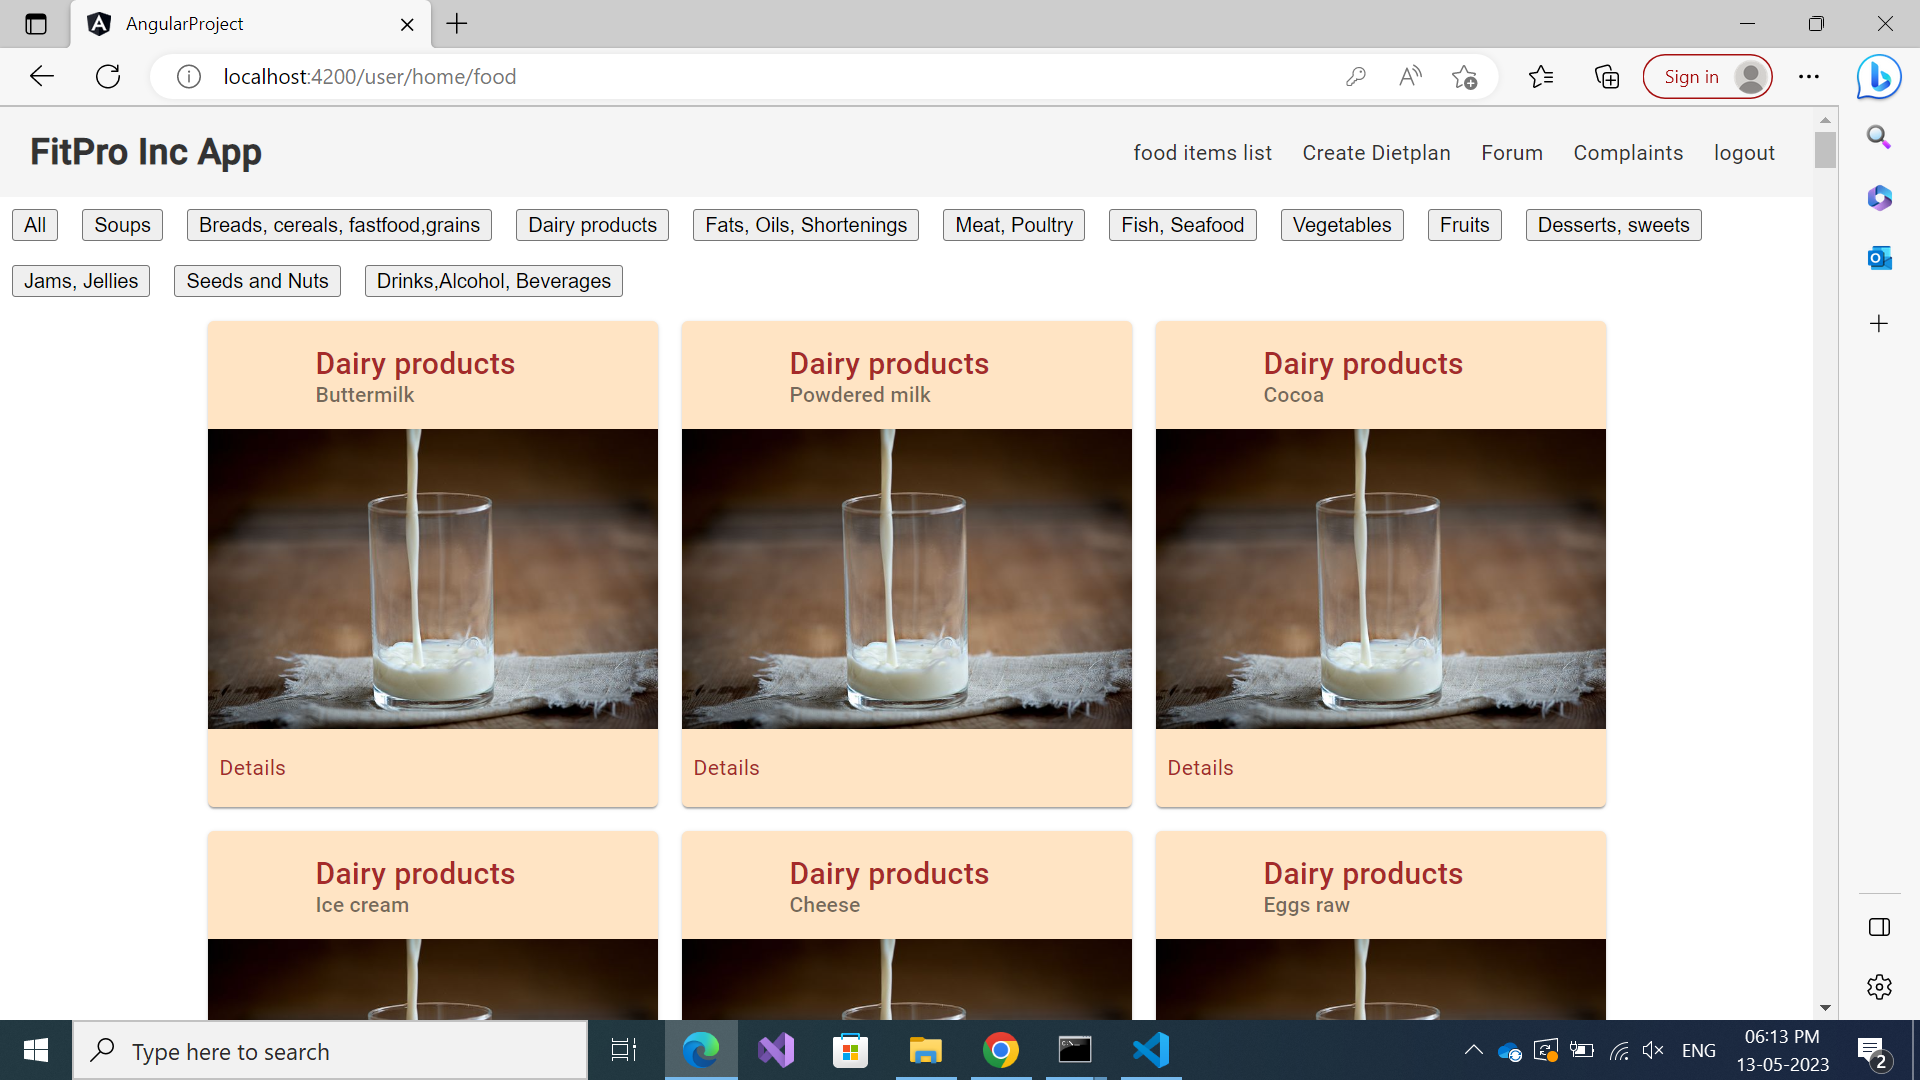 AngularProject
localhost:4200/user/home/food
Sign in
FitPro Inc App
food items list Create Dietplan Forum Complaints logout
All Soups Breads, cereals, fastfood,grains Dairy products Fats, Oils, Shortenings Meat, Poultry Fish, Seafood Vegetables Fruits Desserts, sweets
Jams, Jellies Seeds and Nuts Drinks,Alcohol, Beverages
Dairy products
Buttermilk
Details
Dairy products
Powdered milk
Details
Dairy products
Cocoa
Details
Dairy products
Ice cream
Dairy products
Cheese
Dairy products
Eggs raw
Type here to search
ENG
06:13 PM
13-05-2023
2